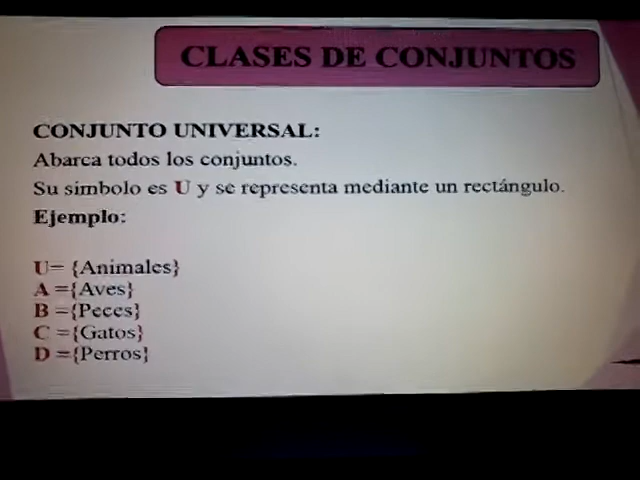 CLASES DE CONJUNTOS
CONJUNTO UNIVERSAL:
Abarca todos los conjuntos.
Su simbolo es U y se representa mediante un rectángulo.
Ejemplo:
U= {Animales}
A ={Aves}
B ={Peces}
C ={Gatos}
D ={Perros}